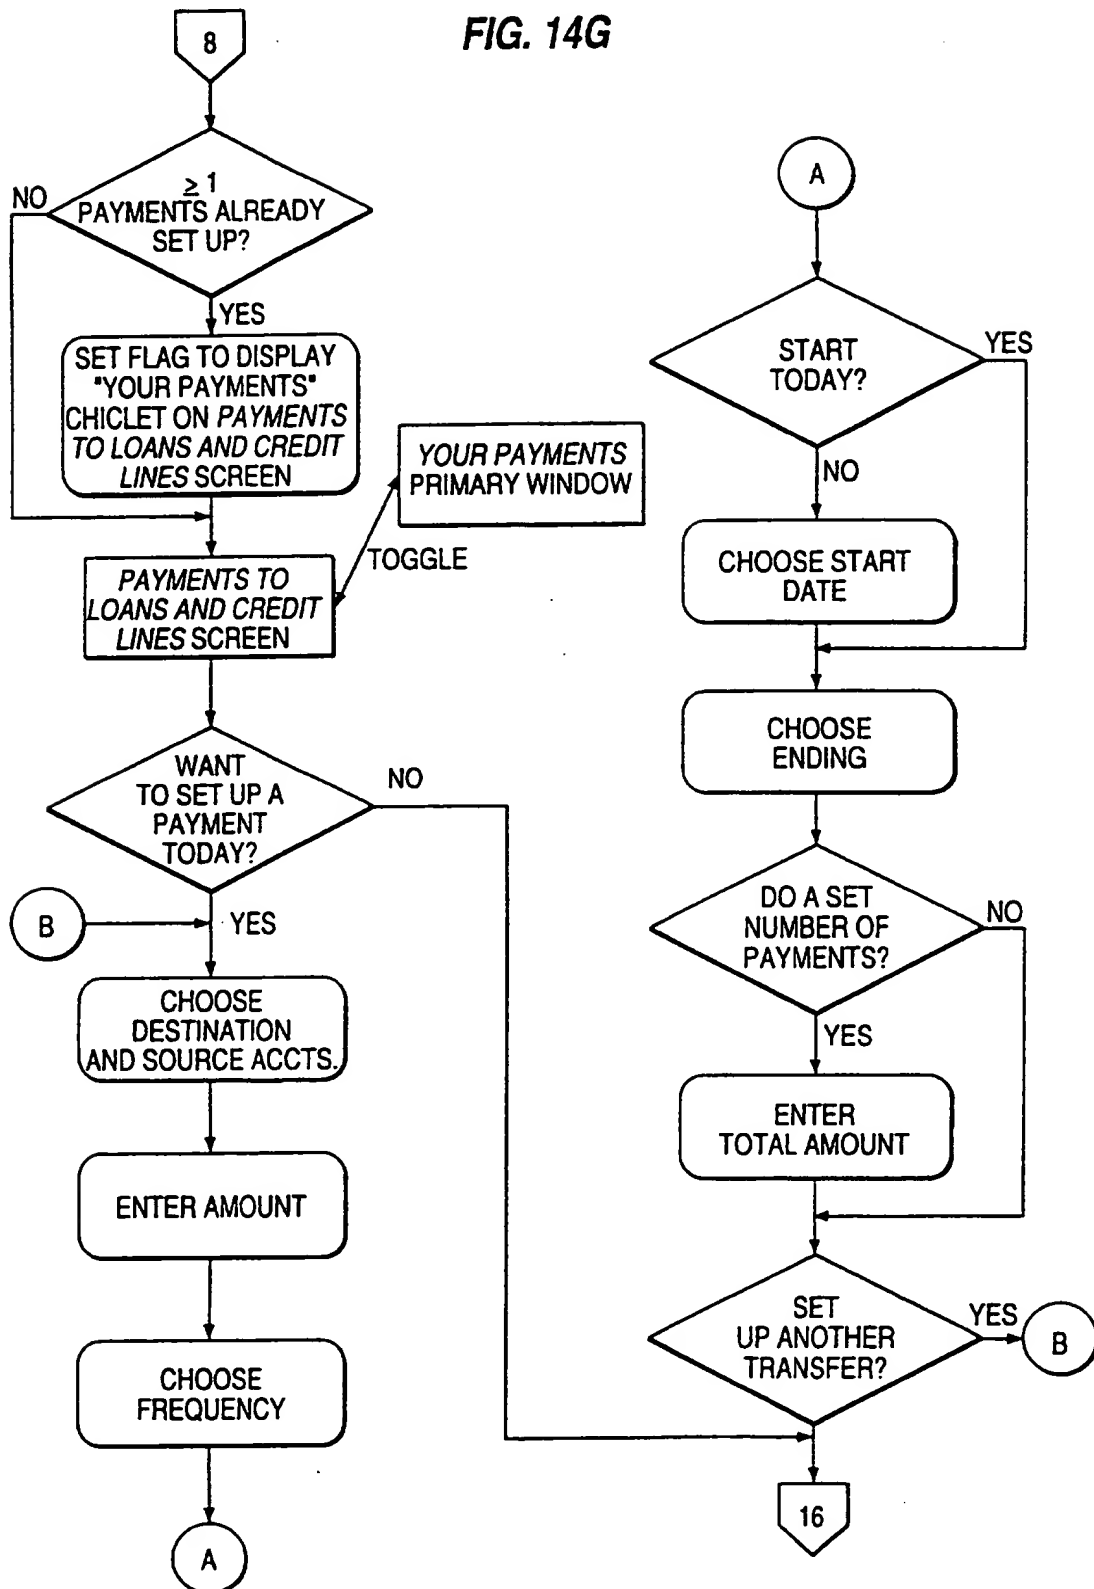 FIG. 14G
8
≥ 1
PAYMENTS ALREADY
SET UP?
NO
YES
SET FLAG TO DISPLAY
"YOUR PAYMENTS"
CHICLET ON PAYMENTS
TO LOANS AND CREDIT
LINES SCREEN
YOUR PAYMENTS
PRIMARY WINDOW
TOGGLE
PAYMENTS TO
LOANS AND CREDIT
LINES SCREEN
WANT
TO SET UP A
PAYMENT
TODAY?
NO
B
YES
CHOOSE
DESTINATION
AND SOURCE ACCTS.
ENTER AMOUNT
CHOOSE
FREQUENCY
A
A
START
TODAY?
YES
NO
CHOOSE START
DATE
CHOOSE
ENDING
DO A SET
NUMBER OF
PAYMENTS?
NO
YES
ENTER
TOTAL AMOUNT
SET
UP ANOTHER
TRANSFER?
YES
B
16